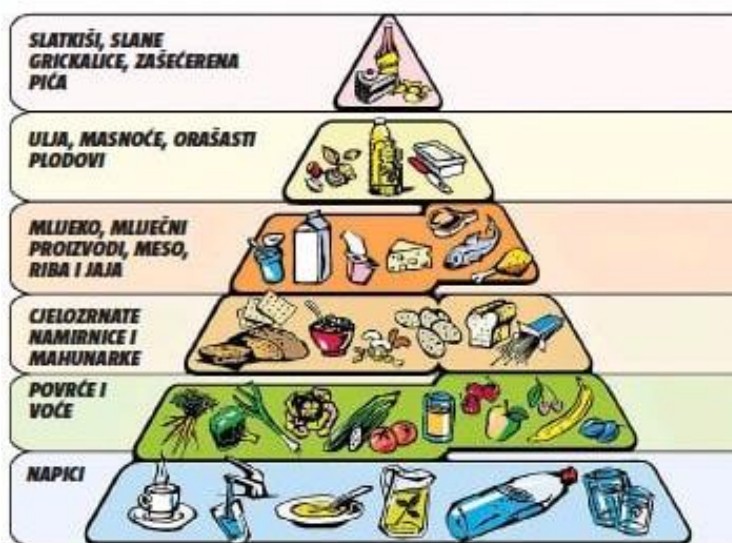 SLATKIŠI, SLANE
GRICKALICE, ZAŠEĆERENA
PIĆA
ULJA, MASNOĆE, ORAŠASTI
PLODOVI
MLIJEKO, MLIJEČNI
PROIZVODI, MESO,
RIBA I JAJA
CJELOZRNATE
NAMIRNICE I
MAHUNARKE
POVRĆE I
VOĆE
NAPICI